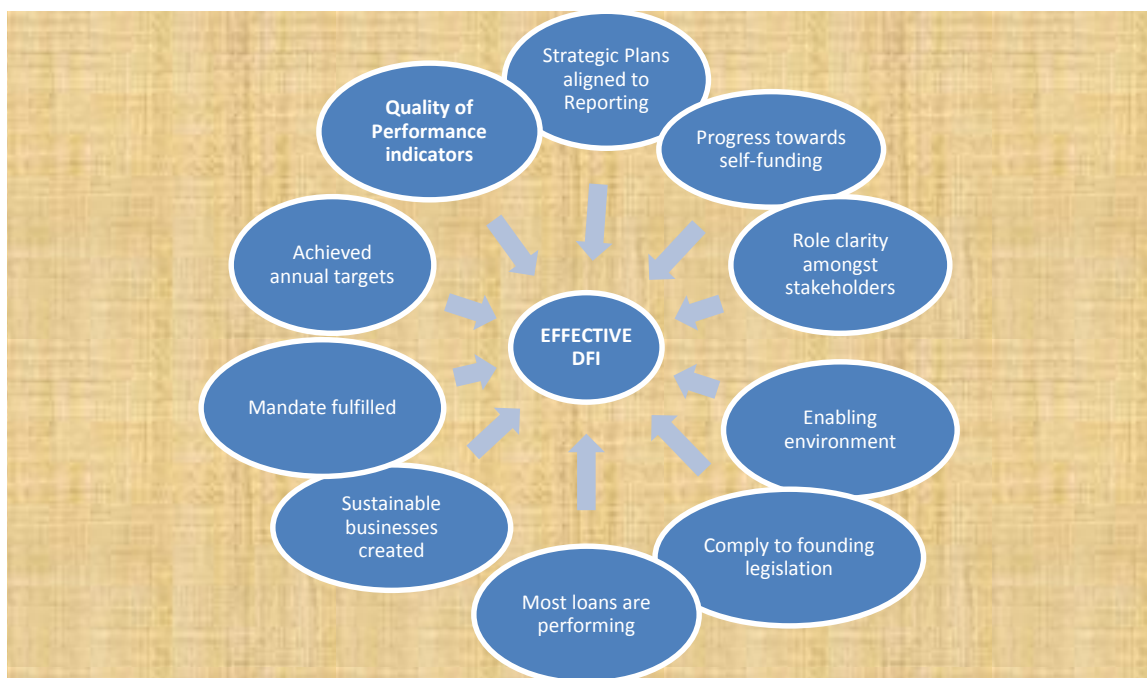 Strategic Plans
aligned to
Reporting
Quality of
Performance
indicators
Progress towards
self-funding
Achieved
annual targets
Role clarity
amongst
stakeholders
EFFECTIVE
DFI
Mandate fulfilled
Enabling
environment
Sustainable
businesses
created
Comply to founding
legislation
Most loans are
performing